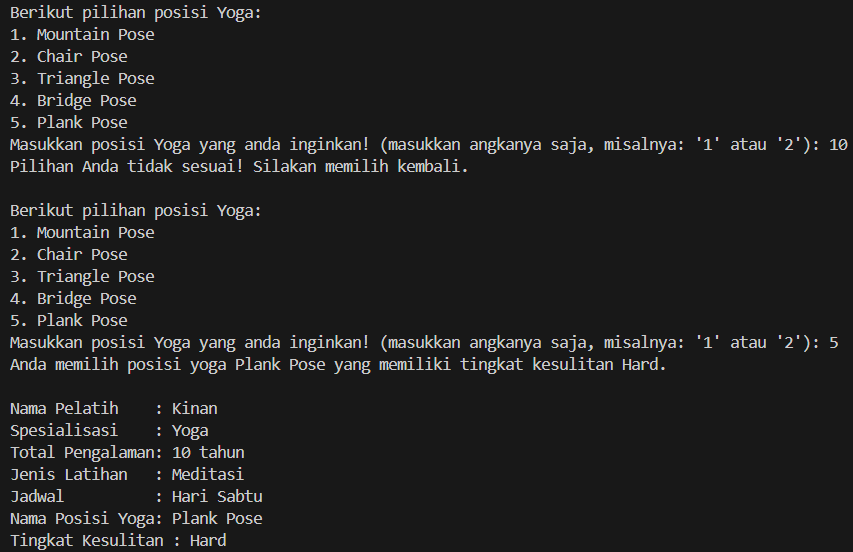 Berikut pilihan posisi Yoga:
1. Mountain Pose
2. Chair Pose
3. Triangle Pose
4. Bridge Pose
5. Plank Pose
Masukkan posisi Yoga yang anda inginkan! (masukkan angkanya saja, misalnya: '1' atau '2'): 10
Pilihan Anda tidak sesuai! Silakan memilih kembali.

Berikut pilihan posisi Yoga:
1. Mountain Pose
2. Chair Pose
3. Triangle Pose
4. Bridge Pose
5. Plank Pose
Masukkan posisi Yoga yang anda inginkan! (masukkan angkanya saja, misalnya: '1' atau '2'): 5
Anda memilih posisi yoga Plank Pose yang memiliki tingkat kesulitan Hard.

Nama Pelatih    : Kinan
Spesialisasi    : Yoga
Total Pengalaman: 10 tahun
Jenis Latihan   : Meditasi
Jadwal          : Hari Sabtu
Nama Posisi Yoga: Plank Pose
Tingkat Kesulitan : Hard